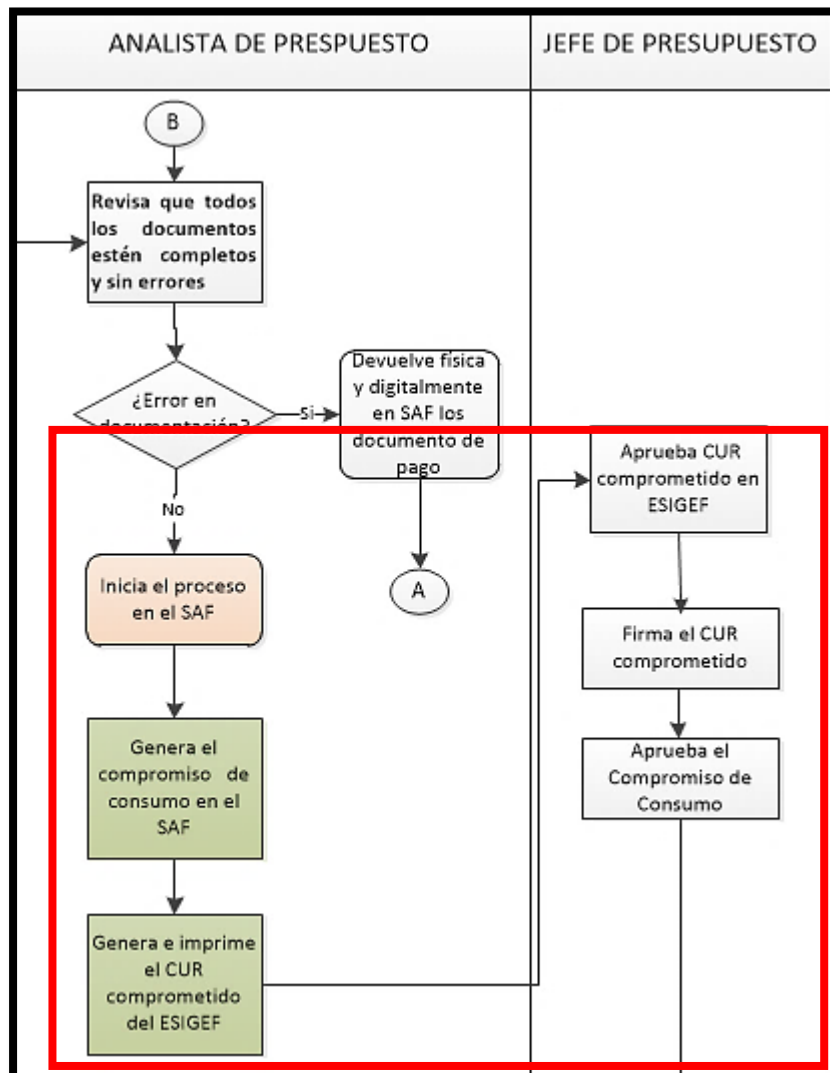 ANALISTA DE PRESPUESTO
JEFE DE PRESUPUESTO
B
Revisa que todos
los documentos
estén completos
y sin errores
¿Error en
documentación?
Si
Devuelve física
y digitalmente
en SAF los
documento de
pago
A
No
Inicia el proceso
en el SAF
Genera el
compromiso de
consumo en el
SAF
Genera e imprime
el CUR
comprometido
del ESIGEF
Aprueba CUR
comprometido en
ESIGEF
Firma el CUR
comprometido
Aprueba el
Compromiso de
Consumo